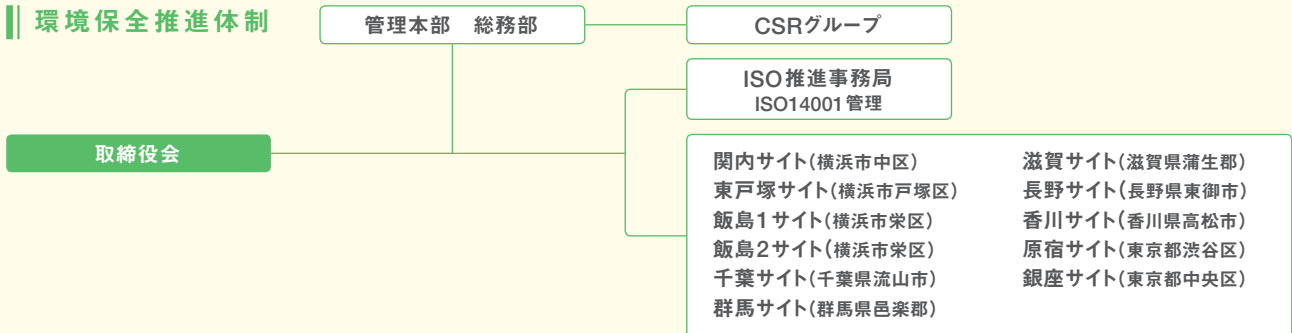 環境保全推進体制
管理本部 総務部
CSRグループ
ISO推進事務局
ISO14001管理
取締役会
関内サイト(横浜市中区)
東戸塚サイト(横浜市戸塚区)
飯島1サイト(横浜市栄区)
飯島2サイト(横浜市栄区)
千葉サイト(千葉県流山市)
群馬サイト(群馬県邑楽郡)
滋賀サイト(滋賀県蒲生郡)
長野サイト(長野県東御市)
香川サイト(香川県高松市)
原宿サイト(東京都渋谷区)
銀座サイト(東京都中央区)